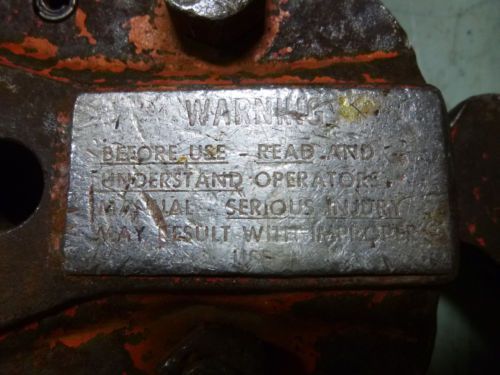 WARNING
BEFORE USE - READ AND
UNDERSTAND OPERATORS
MANUAL - SERIOUS INJURY
MAY RESULT WITH IMPROPER
USE